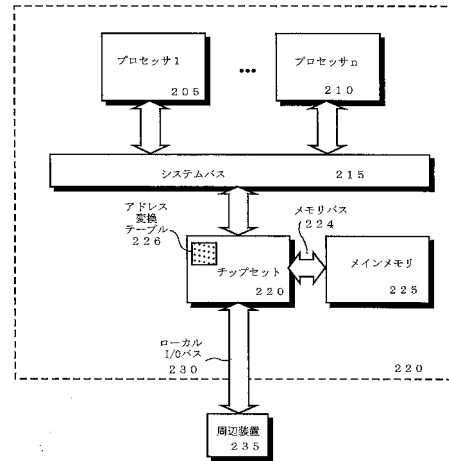 プロセッサ1
205
•••
プロセッサn
210
システムバス 215
アドレス
変換
テーブル
226
メモリバス
224
チップセット
220
メインメモリ
225
ローカル
I/Oバス
230
220
周辺装置
235